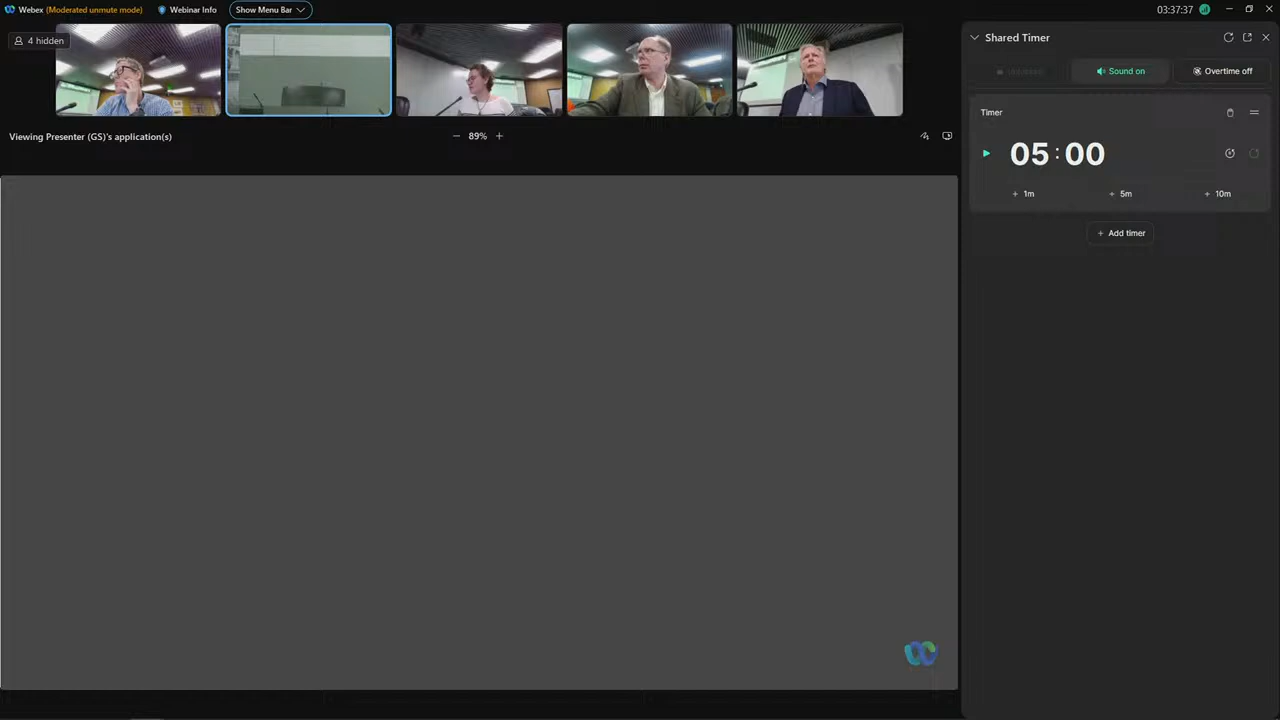 Webex (Moderated unmute mode) Webinar Info Show Menu Bar 03:37:37
4 hidden
Viewing Presenter (GS)'s application(s) 89%
Shared Timer
Sound on Overtime off
Timer
05:00
+ 1m + 5m + 10m
+ Add timer